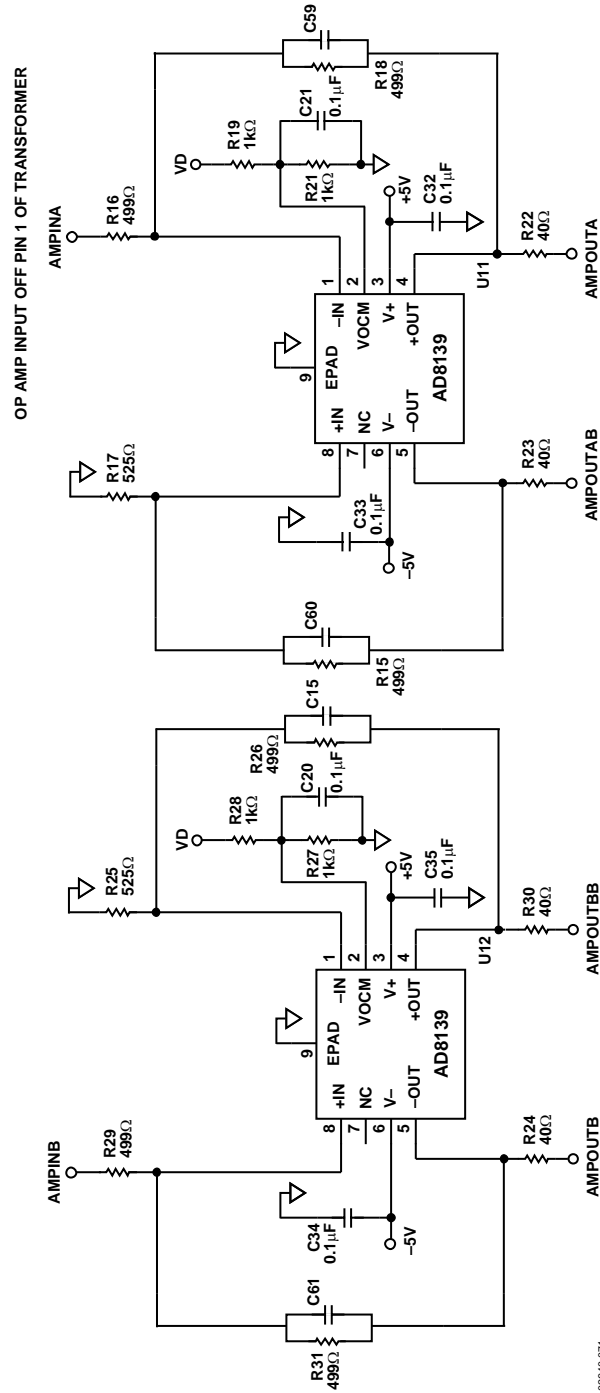 OP AMP INPUT OFF PIN 1 OF TRANSFORMER
AMPINA
R16
499Ω
VD
R19
1kΩ
R21
1kΩ
C21
0.1μF
C59
R18
499Ω
+5V
C32
0.1μF
R17
525Ω
9
EPAD
1
2
3
4
–IN
VOCM
V+
+OUT
AD8139
+IN
NC
V–
–OUT
8
7
6
5
U11
R22
40Ω
AMPOUTA
C33
0.1μF
–5V
C60
R15
499Ω
R23
40Ω
AMPOUTAB
R25
525Ω
VD
R28
1kΩ
R27
1kΩ
C20
0.1μF
R26
499Ω
C15
+5V
C35
0.1μF
AMPINB
R29
499Ω
9
EPAD
1
2
3
4
–IN
VOCM
V+
+OUT
AD8139
+IN
NC
V–
–OUT
8
7
6
5
U12
R30
40Ω
AMPOUTBB
C34
0.1μF
–5V
C61
R31
499Ω
R24
40Ω
AMPOUTB